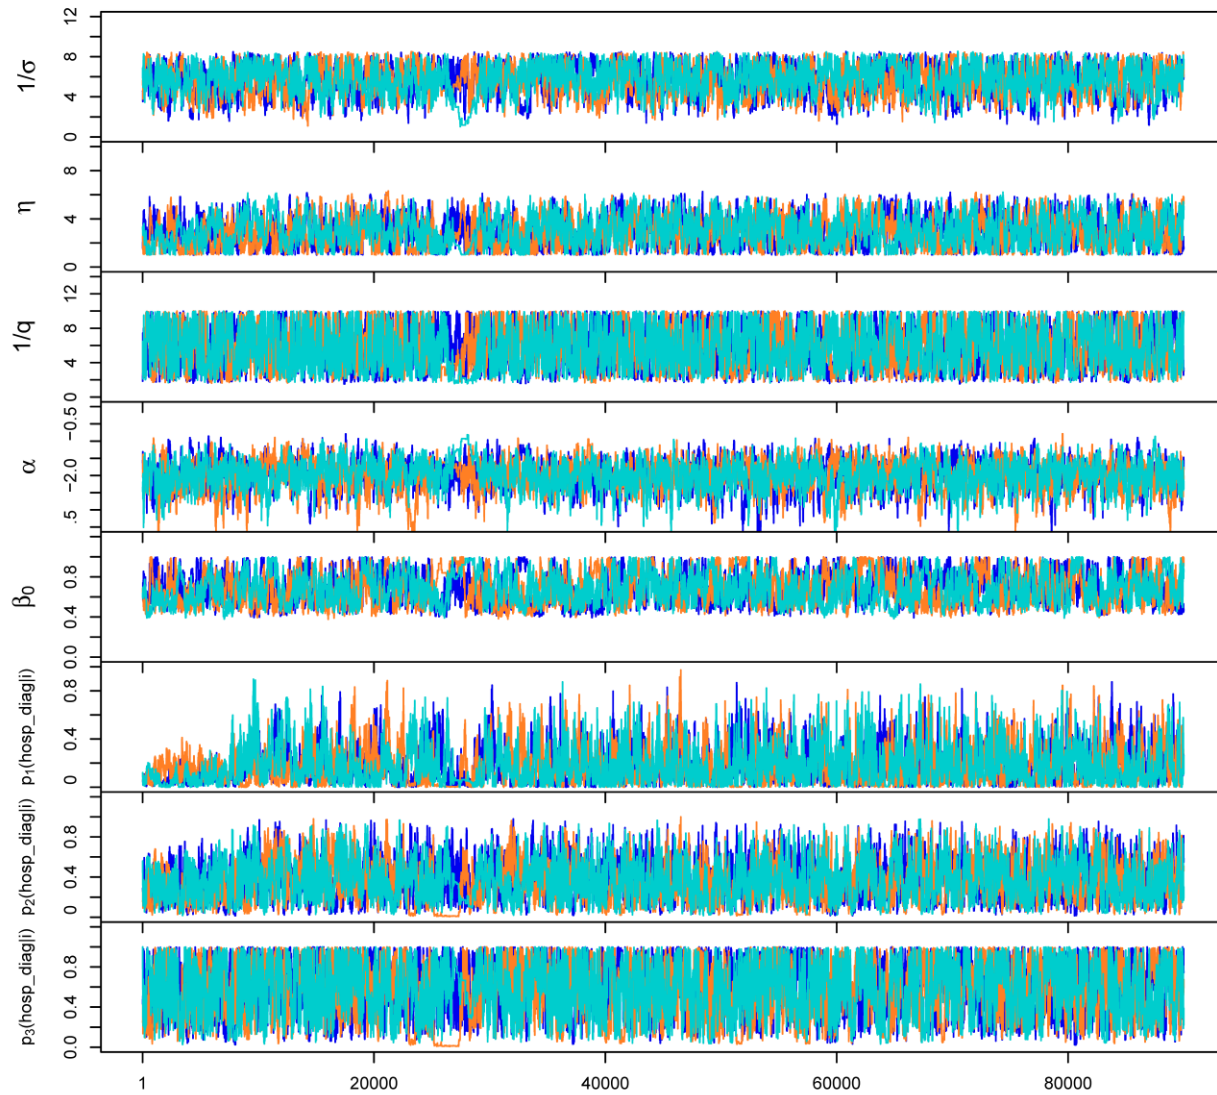 1/σ
0 4 8 12
η
0 4 8
1/q
0 4 8 12
α
.5 −2.0 −0.5
β0
0.0 0.4 0.8
p1(hosp_diag|i)
0 0.4 0.8
p2(hosp_diag|i)
0 0.4 0.8
p3(hosp_diag|i)
0.0 0.4 0.8
1 20000 40000 60000 80000